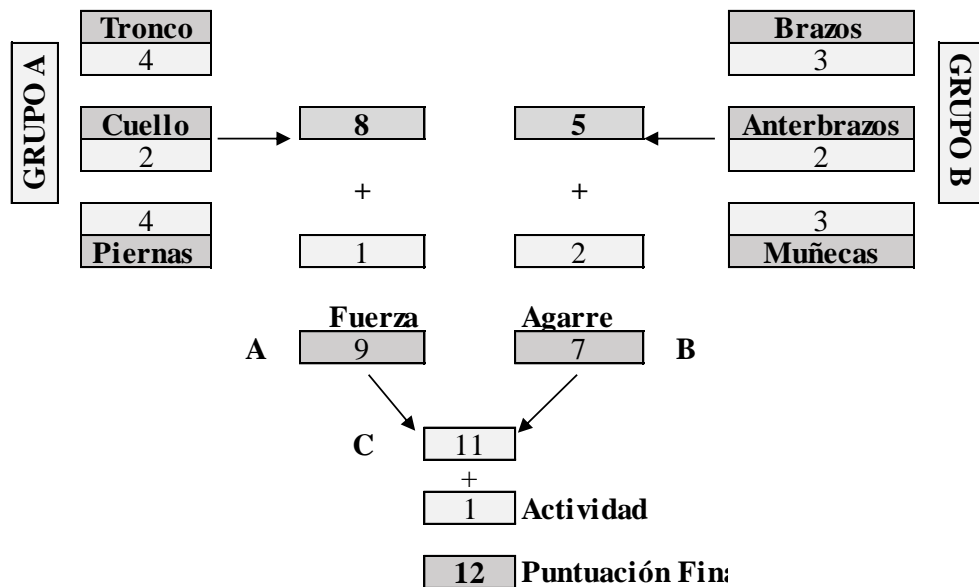 GRUPO A
Tronco
4
Cuello
2
4
Piernas
8
+
1
Fuerza
A
9
Brazos
3
Anterbrazos
2
3
Muñecas
GRUPO B
5
+
2
Agarre
7
B
C
11
+
1
Actividad
12
Puntuación Fina